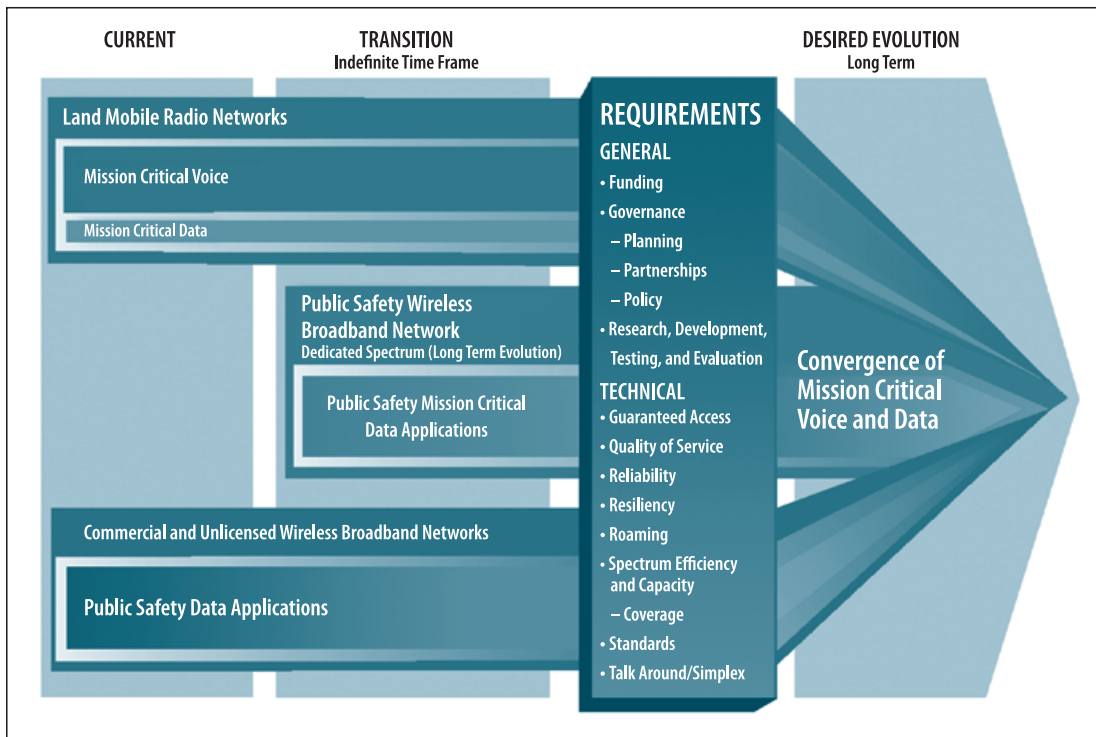 CURRENT
TRANSITION
Indefinite Time Frame
DESIRED EVOLUTION
Long Term
Land Mobile Radio Networks
Mission Critical Voice
Mission Critical Data
Public Safety Wireless
Broadband Network
Dedicated Spectrum (Long Term Evolution)
Public Safety Mission Critical
Data Applications
Commercial and Unlicensed Wireless Broadband Networks
Public Safety Data Applications
REQUIREMENTS
GENERAL
• Funding
• Governance
– Planning
– Partnerships
– Policy
• Research, Development,
Testing, and Evaluation
TECHNICAL
• Guaranteed Access
• Quality of Service
• Reliability
• Resiliency
• Roaming
• Spectrum Efficiency
and Capacity
– Coverage
• Standards
• Talk Around/Simplex
Convergence of
Mission Critical
Voice and Data